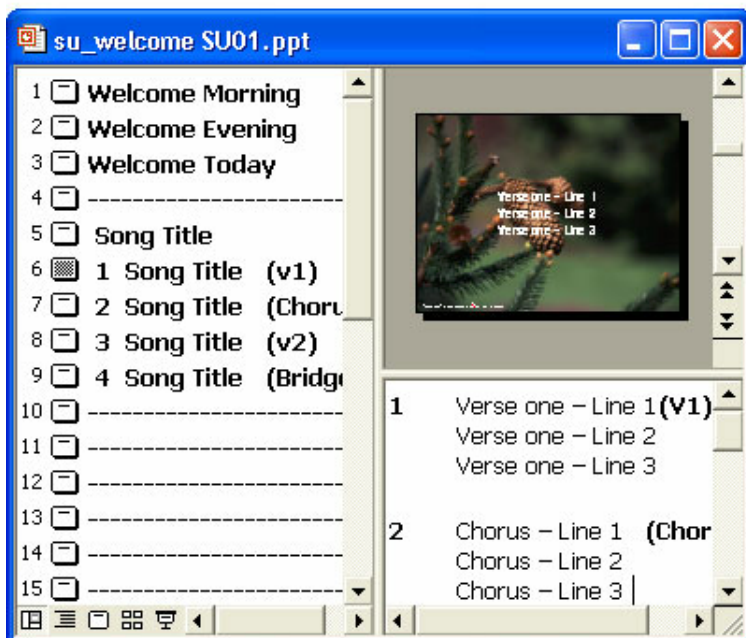 su_welcome SU01.ppt
1 Welcome Morning
2 Welcome Evening
3 Welcome Today
4 -----------------------
5 Song Title
6 1 Song Title (v1)
7 2 Song Title (Choru
8 3 Song Title (v2)
9 4 Song Title (Bridge
10 -----------------------
11 -----------------------
12 -----------------------
13 -----------------------
14 -----------------------
15 -----------------------
Verse one – Line 1
Verse one – Line 2
Verse one – Line 3
1 Verse one – Line 1(V1)
Verse one – Line 2
Verse one – Line 3
2 Chorus – Line 1 (Chor
Chorus – Line 2
Chorus – Line 3